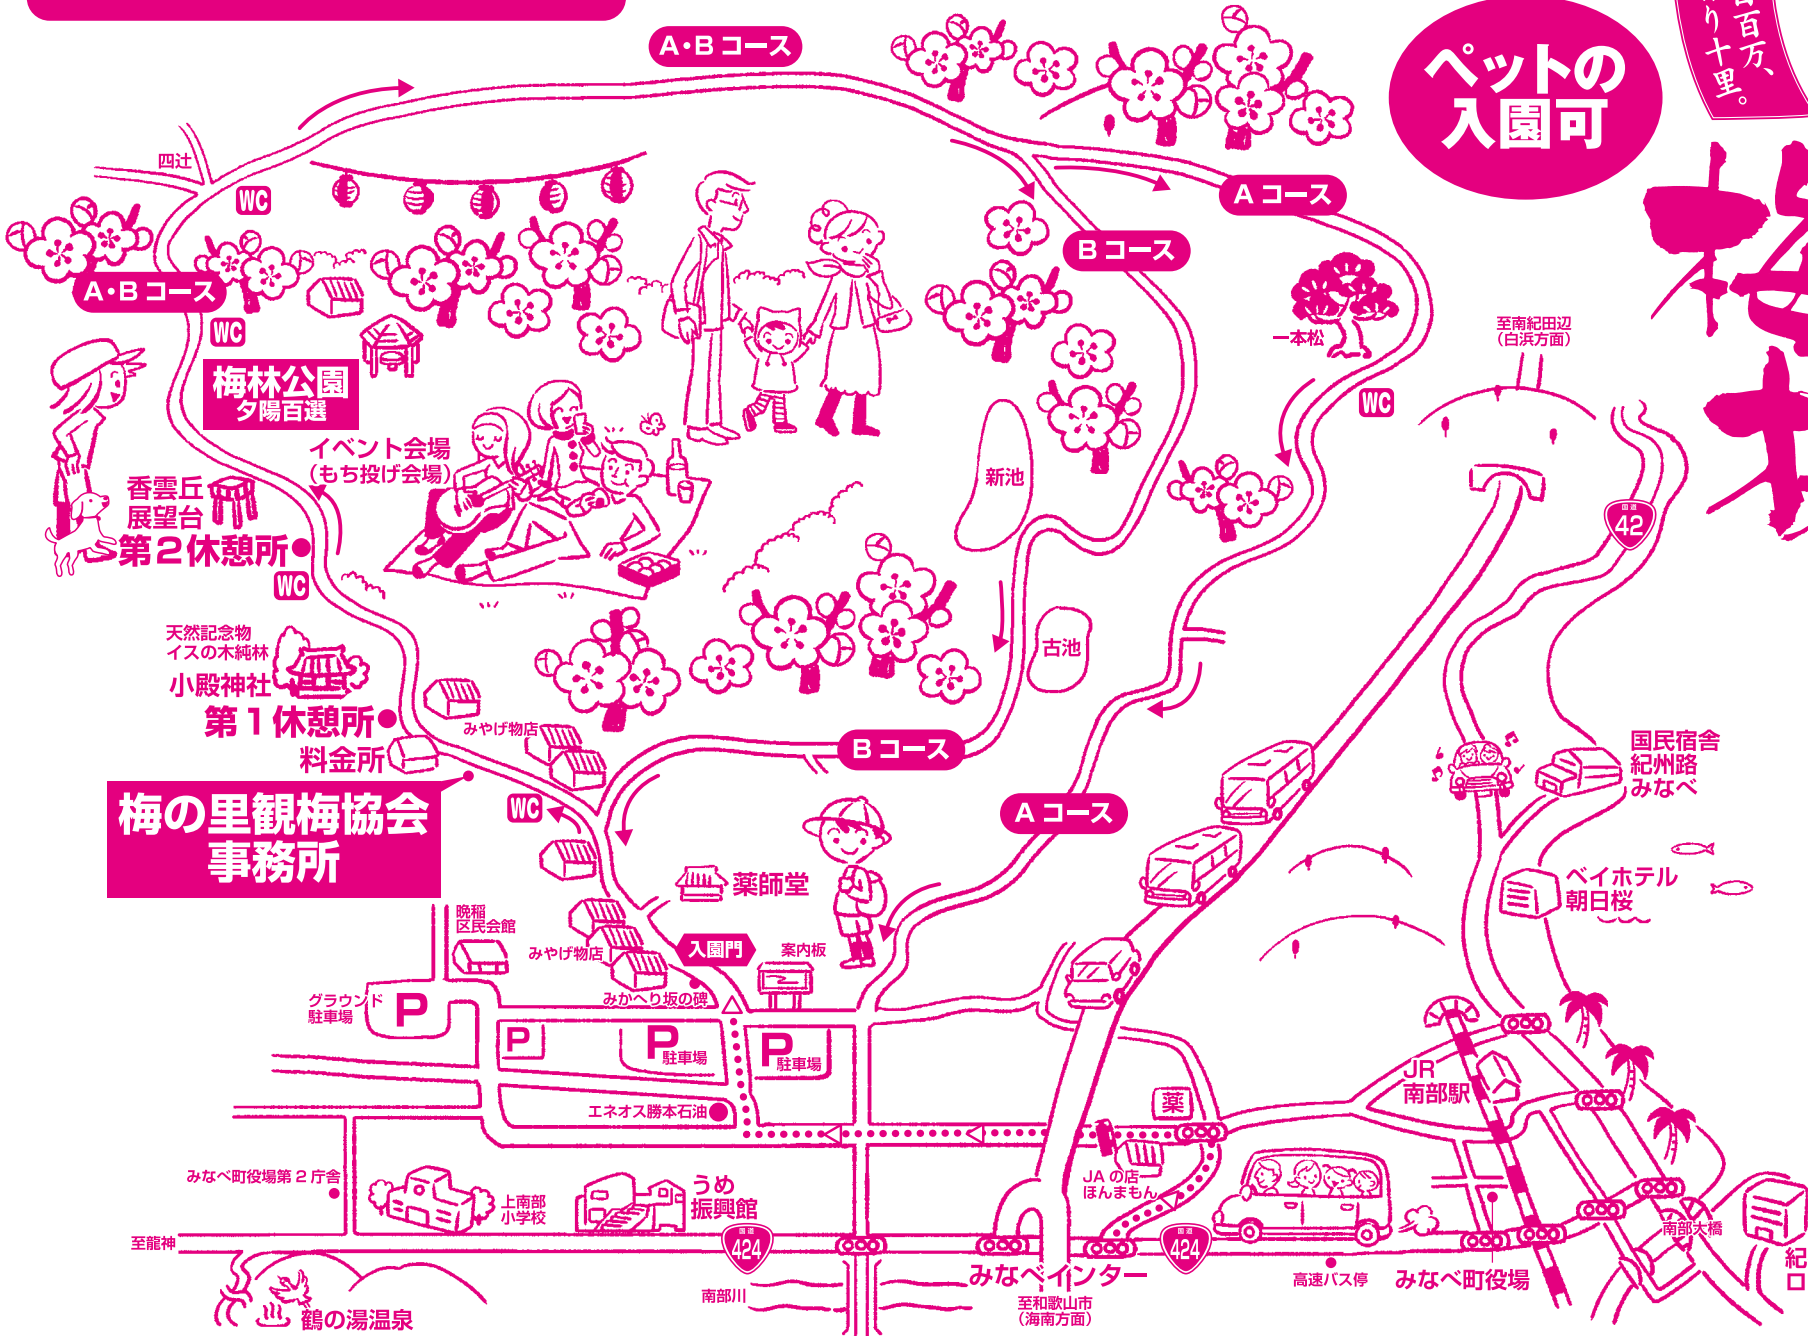 A・Bコース
ペットの
入園可
百万、
り十里。
梅
四辻
WC
Aコース
Bコース
A・Bコース
WC
一本松
至南紀田辺
（白浜方面）
梅林公園
夕陽百選
WC
イベント会場
（もち投げ会場）
新池
香雲丘
展望台
第2休憩所
国道
42
WC
天然記念物
イスの木純林
小殿神社
古池
第1休憩所
みやげ物店
料金所
Bコース
国民宿舎
紀州路
みなべ
梅の里観梅協会
事務所
WC
Aコース
薬師堂
ベイホテル
朝日桜
晩稲
区民会館
みやげ物店
入園門
案内板
グラウンド
駐車場
P
みかへり坂の碑
P
P
駐車場
P
駐車場
JR
南部駅
エネオス勝本石油
薬
みなべ町役場第2庁舎
上南部
小学校
うめ
振興館
JAの店
ほんまもん
南部大橋
至龍神
国道
424
国道
424
みなべインター
高速バス停
みなべ町役場
紀
口
南部川
至和歌山市
（海南方面）
鶴の湯温泉